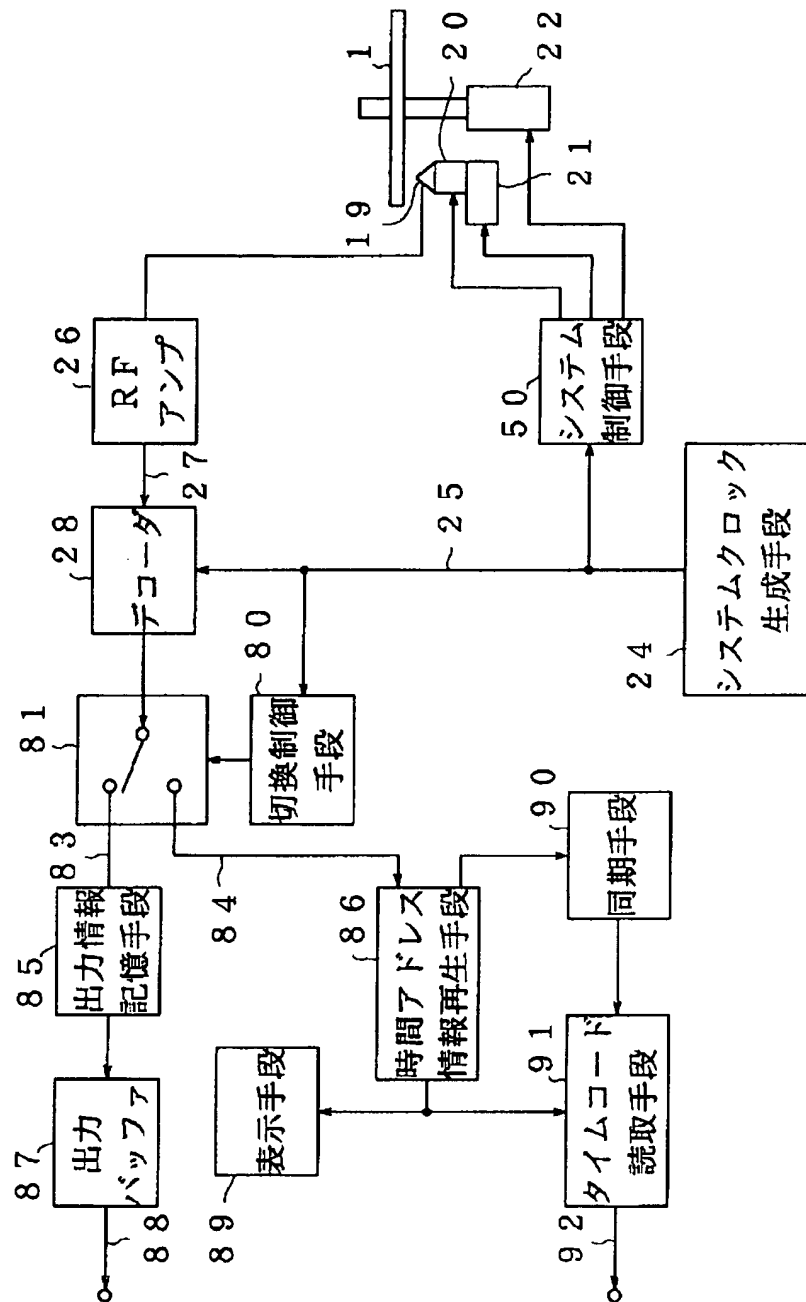 1
20
22
19
21
26
RF
アンプ
27
28
デコーダ
25
50
システム
制御手段
24
システムクロック
生成手段
81
80
切換制御
手段
83
84
85
出力情報
記憶手段
86
時間アドレス
情報再生手段
90
同期手段
87
出力
バッファ
88
89
表示手段
91
タイムコード
読取手段
92